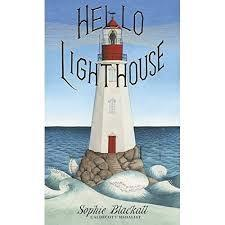 HELLO
LIGHTHOUSE
Sophie Blackall
CALDECOTT MEDALIST